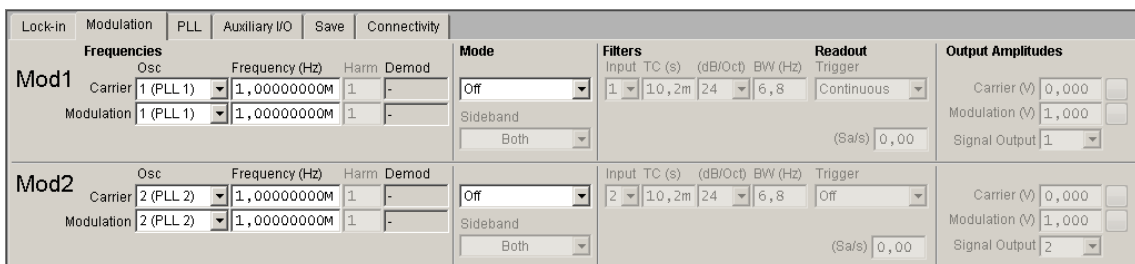 Lock-in Modulation PLL Auxiliary I/O Save Connectivity
Frequencies Mode Filters Readout Output Amplitudes
Osc Frequency (Hz) Harm Demod Input TC (s) (dB/Oct) BW (Hz) Trigger
Mod1
Carrier 1 (PLL 1) 1,00000000M 1 - Off 1 10,2m 24 6,8 Continuous Carrier (V) 0,000
Modulation 1 (PLL 1) 1,00000000M 1 - Sideband Modulation (V) 1,000
Both (Sa/s) 0,00 Signal Output 1
Osc Frequency (Hz) Harm Demod Input TC (s) (dB/Oct) BW (Hz) Trigger
Mod2
Carrier 2 (PLL 2) 1,00000000M 1 - Off 2 10,2m 24 6,8 Off Carrier (V) 0,000
Modulation 2 (PLL 2) 1,00000000M 1 - Sideband Modulation (V) 1,000
Both (Sa/s) 0,00 Signal Output 2